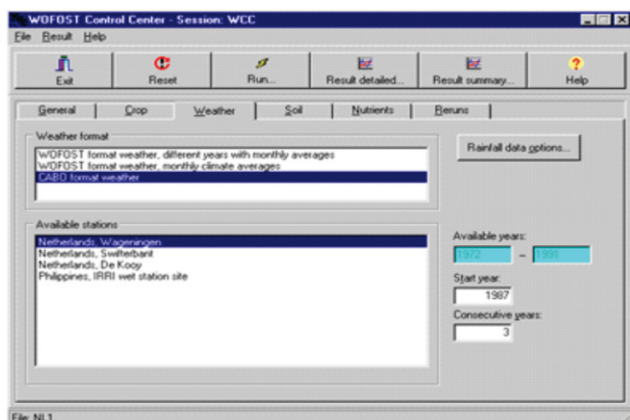 WOFOST Control Center - Session: WCC
File Result Help
Exit Reset Run... Result detailed... Result summary... Help
General Crop Weather Soil Nutrients Reruns
Weather format
WOFOST format weather, different years with monthly averages
WOFOST format weather, monthly climate averages
CABO format weather
Rainfall data options...
Available stations
Netherlands, Wageningen
Netherlands, Swifterbant
Netherlands, De Kooy
Philippines, IRRI wet station site
Available years:
1972 - 1991
Start year:
1987
Consecutive years:
3
File: NL1